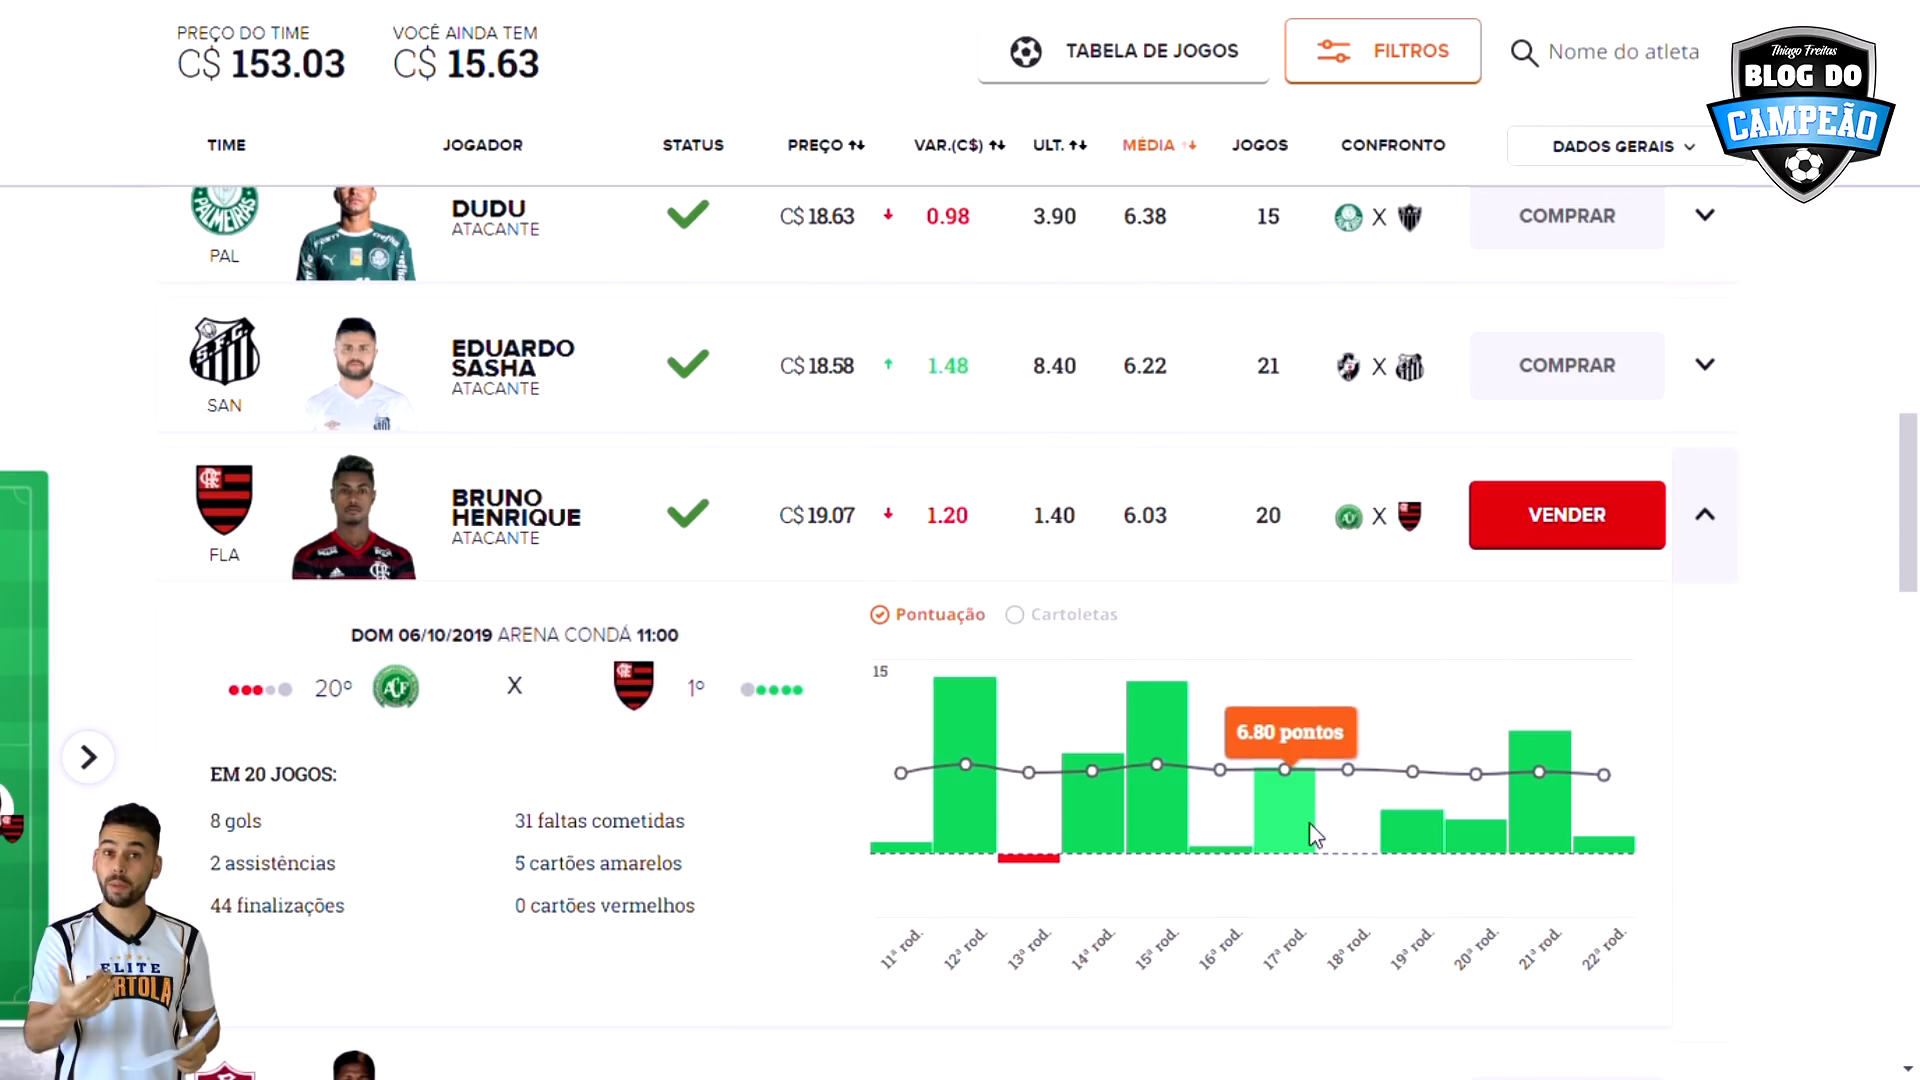 PREÇO DO TIME
C$ 153.03
VOCÊ AINDA TEM
C$ 15.63
TABELA DE JOGOS
FILTROS
Nome do atleta
Thiago Freitas
BLOG DO
CAMPEÃO
TIME
JOGADOR
STATUS
PREÇO
VAR.(C$)
ULT.
MÉDIA
JOGOS
CONFRONTO
DADOS GERAIS
PALMEIRAS
PAL
DUDU
ATACANTE
C$ 18.63
0.98
3.90
6.38
15
X
COMPRAR
SAN
EDUARDO
SASHA
ATACANTE
C$ 18.58
1.48
8.40
6.22
21
X
COMPRAR
FLA
BRUNO
HENRIQUE
ATACANTE
C$ 19.07
1.20
1.40
6.03
20
X
VENDER
DOM 06/10/2019 ARENA CONDÁ 11:00
20º
X
1º
EM 20 JOGOS:
8 gols
31 faltas cometidas
2 assistências
5 cartões amarelos
44 finalizações
0 cartões vermelhos
Pontuação
Cartoletas
15
6.80 pontos
11ª rod.
12ª rod.
13ª rod.
14ª rod.
15ª rod.
16ª rod.
17ª rod.
18ª rod.
19ª rod.
20ª rod.
21ª rod.
22ª rod.
ELITE